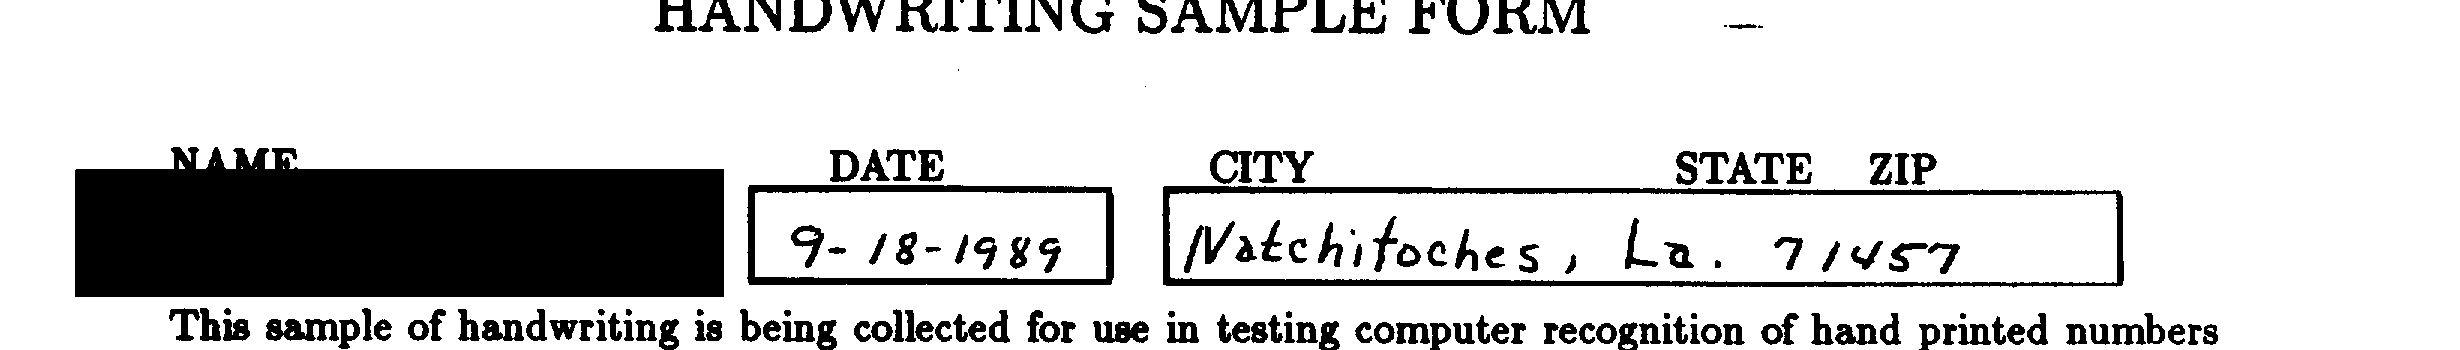 HANDWRITING SAMPLE FORM
NAME DATE CITY STATE ZIP
9-18-1989 Natchitoches, La. 71457
This sample of handwriting is being collected for use in testing computer recognition of hand printed numbers